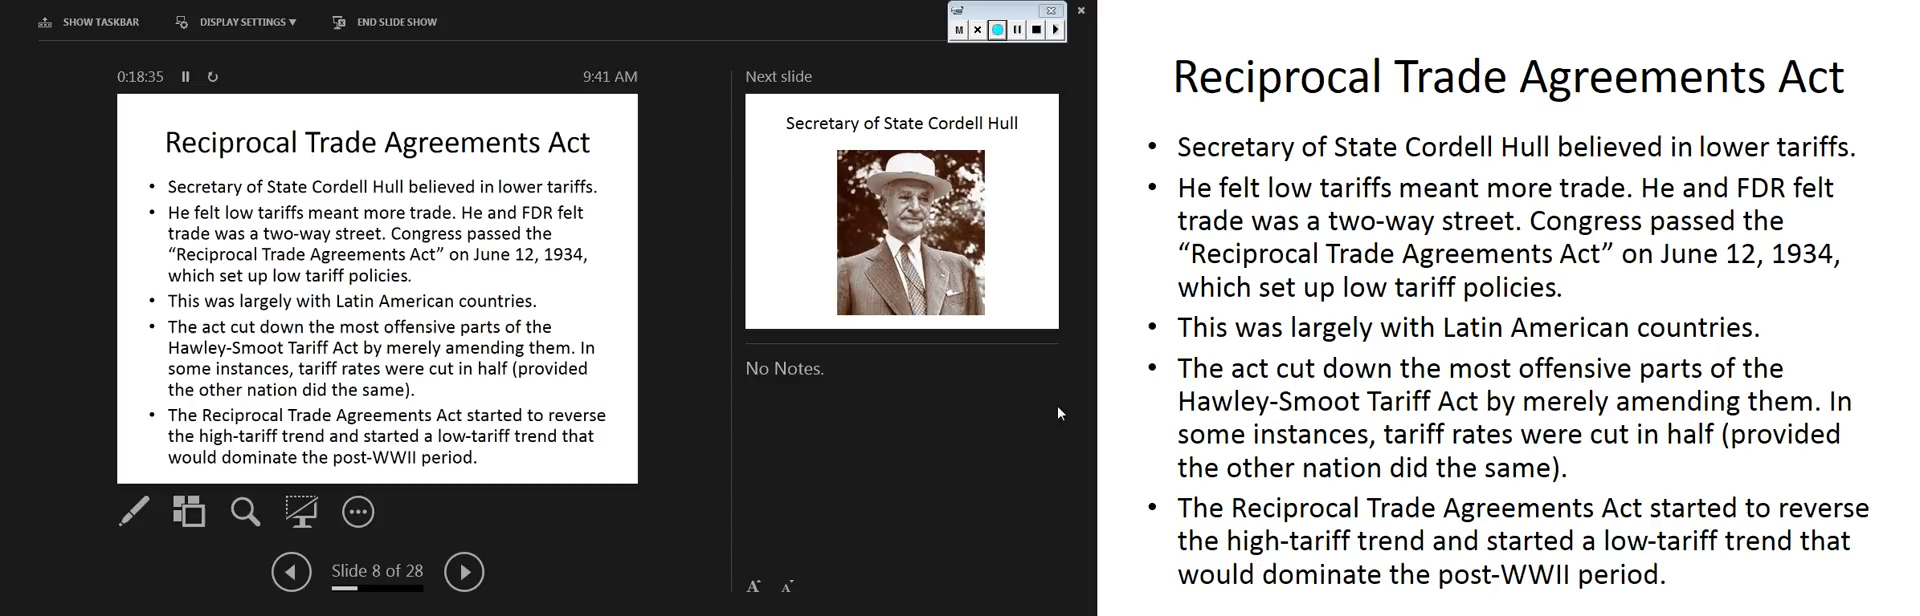 SHOW TASKBAR
DISPLAY SETTINGS ▼
END SLIDE SHOW
M
0:18:35
9:41 AM
Reciprocal Trade Agreements Act
• Secretary of State Cordell Hull believed in lower tariffs.
• He felt low tariffs meant more trade. He and FDR felt
trade was a two-way street. Congress passed the
“Reciprocal Trade Agreements Act” on June 12, 1934,
which set up low tariff policies.
• This was largely with Latin American countries.
• The act cut down the most offensive parts of the
Hawley-Smoot Tariff Act by merely amending them. In
some instances, tariff rates were cut in half (provided
the other nation did the same).
• The Reciprocal Trade Agreements Act started to reverse
the high-tariff trend and started a low-tariff trend that
would dominate the post-WWII period.
Slide 8 of 28
Next slide
Secretary of State Cordell Hull
No Notes.
A A
Reciprocal Trade Agreements Act
• Secretary of State Cordell Hull believed in lower tariffs.
• He felt low tariffs meant more trade. He and FDR felt
trade was a two-way street. Congress passed the
“Reciprocal Trade Agreements Act” on June 12, 1934,
which set up low tariff policies.
• This was largely with Latin American countries.
• The act cut down the most offensive parts of the
Hawley-Smoot Tariff Act by merely amending them. In
some instances, tariff rates were cut in half (provided
the other nation did the same).
• The Reciprocal Trade Agreements Act started to reverse
the high-tariff trend and started a low-tariff trend that
would dominate the post-WWII period.